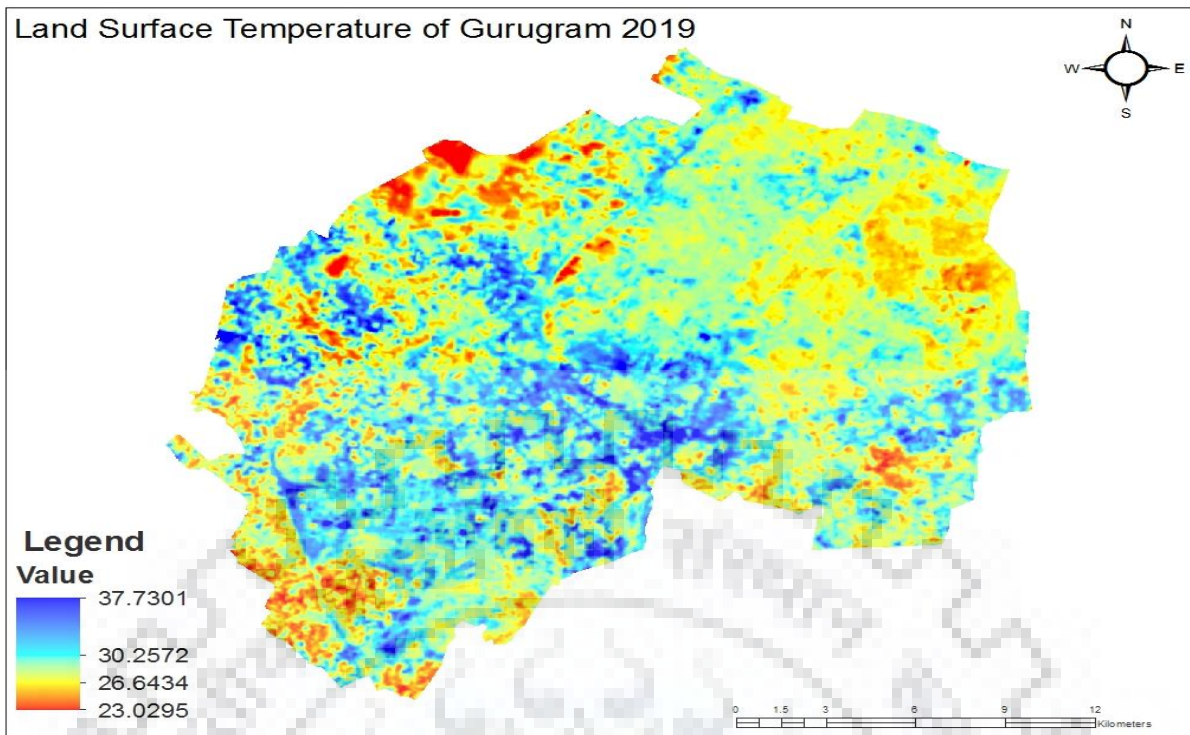 Land Surface Temperature of Gurugram 2019
N
W E
S
Legend
Value
37.7301
30.2572
26.6434
23.0295
0 1.5 3 6 9 12
Kilometers